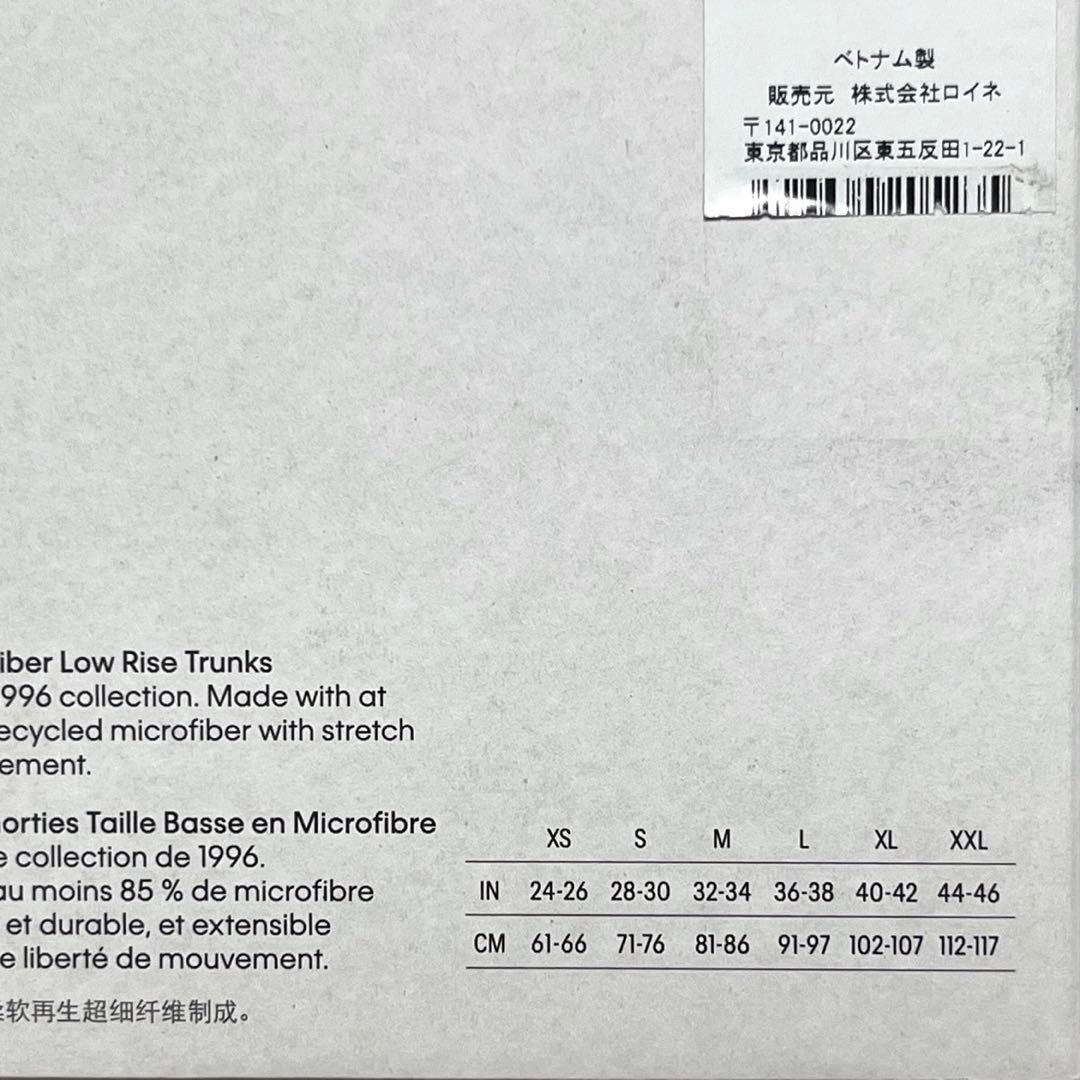 ベトナム製
販売元 株式会社ロイネ
〒141-0022
東京都品川区東五反田1-22-1
iber Low Rise Trunks
1996 collection. Made with at
ecycled microfiber with stretch
ement.
horties Taille Basse en Microfibre
e collection de 1996.
au moins 85 % de microfibre
et durable, et extensible
e liberté de mouvement.
软再生超细纤维制成。
XS S M L XL XXL
IN 24-26 28-30 32-34 36-38 40-42 44-46
CM 61-66 71-76 81-86 91-97 102-107 112-117